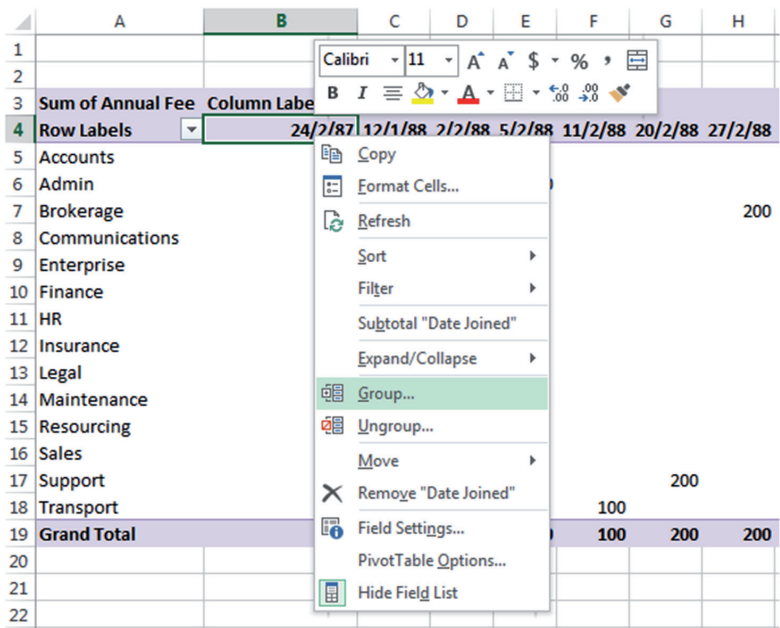 A B C D E F G H
1
Calibri 11 A A $ % ,
2
B I A .00 .00
3 Sum of Annual Fee Column Labe
4 Row Labels 24/2/87 12/1/88 2/2/88 5/2/88 11/2/88 20/2/88 27/2/88
5 Accounts
Copy
6 Admin
Format Cells...
7 Brokerage 200
Refresh
8 Communications
Sort
9 Enterprise
Filter
10 Finance
11 HR
Subtotal "Date Joined"
12 Insurance
Expand/Collapse
13 Legal
Group...
14 Maintenance
15 Resourcing
Ungroup...
16 Sales
Move
17 Support 200
Remove "Date Joined"
18 Transport 100
19 Grand Total 100 200 200
Field Settings...
20
PivotTable Options...
21
Hide Field List
22